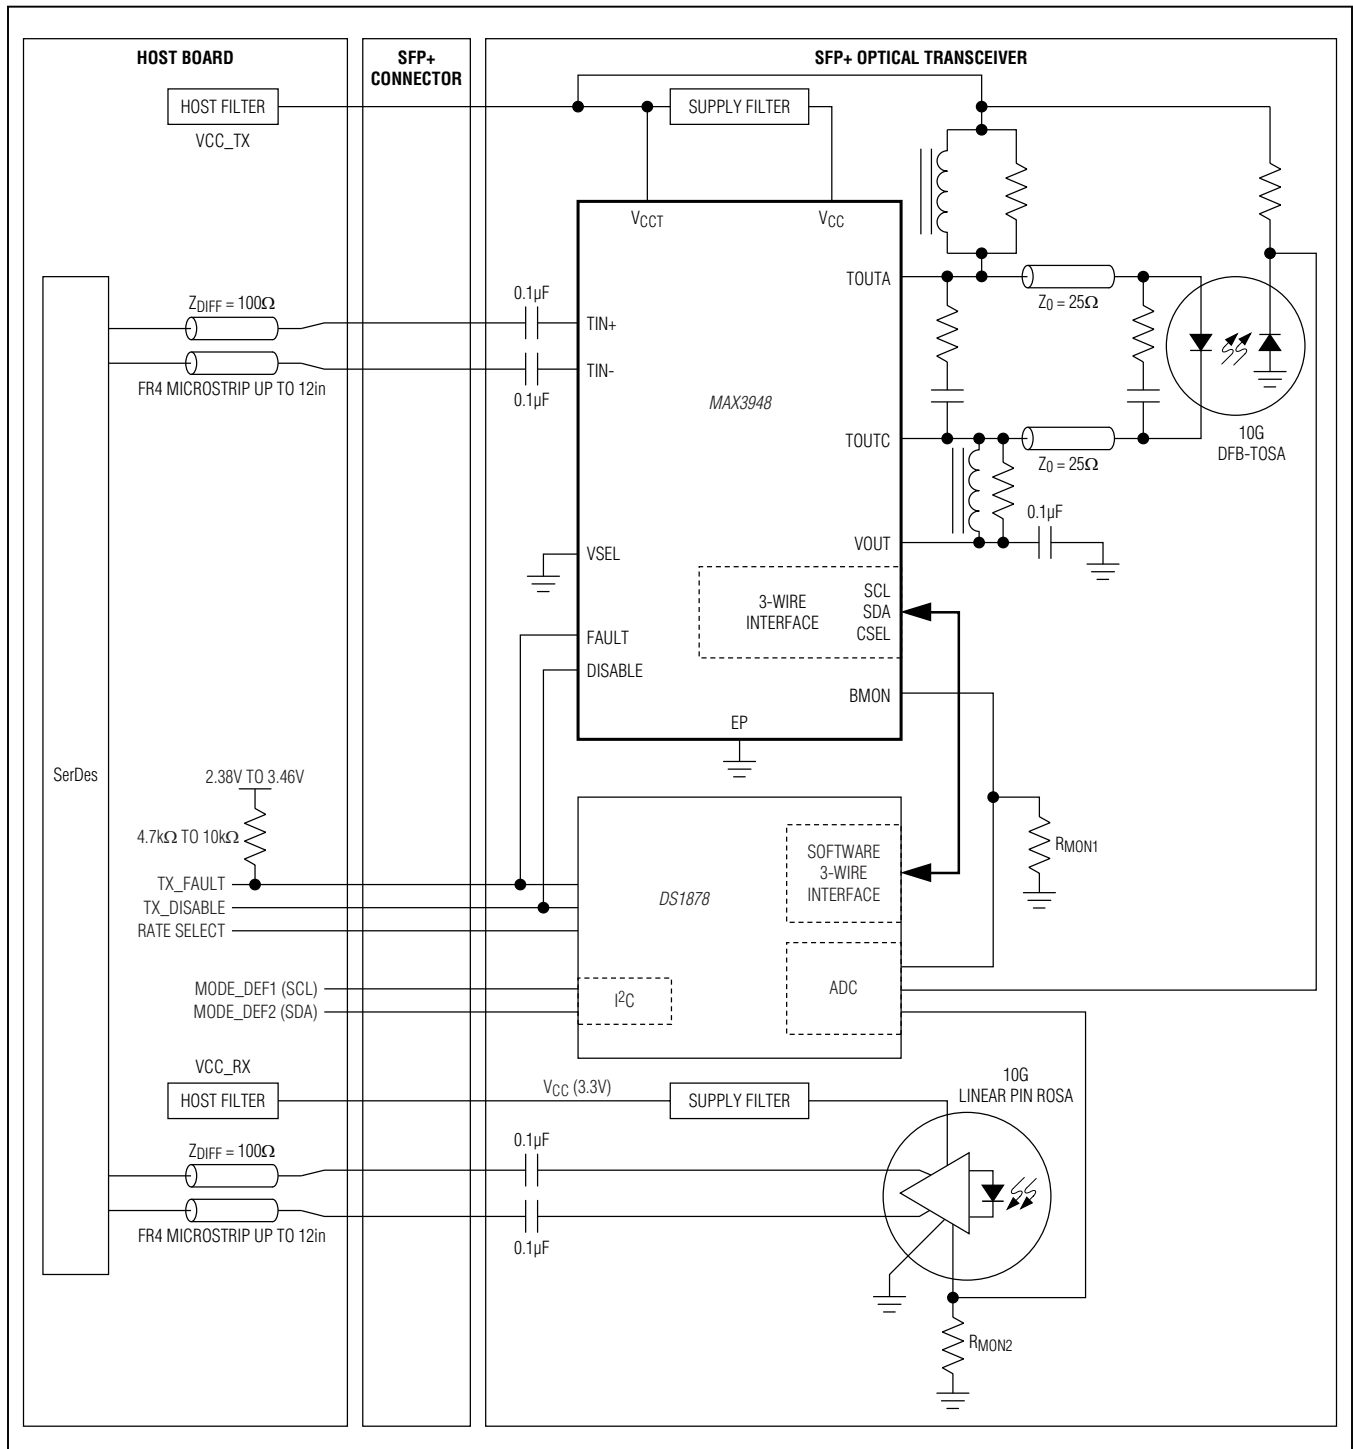 HOST BOARD
SFP+
CONNECTOR
SFP+ OPTICAL TRANSCEIVER
HOST FILTER
VCC_TX
SUPPLY FILTER
VCCT
VCC
TOUTA
Z0 = 25Ω
ZDIFF = 100Ω
FR4 MICROSTRIP UP TO 12in
0.1µF
0.1µF
TIN+
TIN-
MAX3948
TOUTC
Z0 = 25Ω
10G
DFB-TOSA
VOUT
0.1µF
VSEL
3-WIRE
INTERFACE
SCL
SDA
CSEL
FAULT
DISABLE
BMON
EP
SerDes
2.38V TO 3.46V
4.7kΩ TO 10kΩ
TX_FAULT
TX_DISABLE
RATE SELECT
DS1878
SOFTWARE
3-WIRE
INTERFACE
RMON1
MODE_DEF1 (SCL)
MODE_DEF2 (SDA)
I2C
ADC
VCC_RX
HOST FILTER
VCC (3.3V)
SUPPLY FILTER
10G
LINEAR PIN ROSA
ZDIFF = 100Ω
FR4 MICROSTRIP UP TO 12in
0.1µF
0.1µF
RMON2